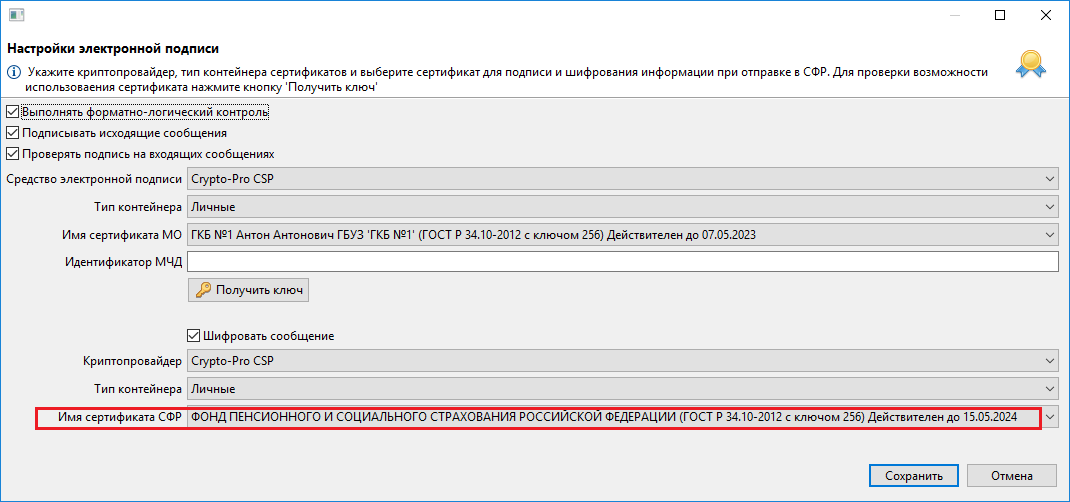 Настройки электронной подписи
Укажите криптопровайдер, тип контейнера сертификатов и выберите сертификат для подписи и шифрования информации при отправке в СФР. Для проверки возможности
использоваения сертификата нажмите кнопку 'Получить ключ'
Выполнять форматно-логический контроль
Подписывать исходящие сообщения
Проверять подпись на входящих сообщениях
Средство электронной подписи Crypto-Pro CSP
Тип контейнера Личные
Имя сертификата МО ГКБ №1 Антон Антонович ГБУЗ 'ГКБ №1' (ГОСТ Р 34.10-2012 с ключом 256) Действителен до 07.05.2023
Идентификатор МЧД
Получить ключ
Шифровать сообщение
Криптопровайдер Crypto-Pro CSP
Тип контейнера Личные
Имя сертификата СФР ФОНД ПЕНСИОННОГО И СОЦИАЛЬНОГО СТРАХОВАНИЯ РОССИЙСКОЙ ФЕДЕРАЦИИ (ГОСТ Р 34.10-2012 с ключом 256) Действителен до 15.05.2024
Сохранить Отмена